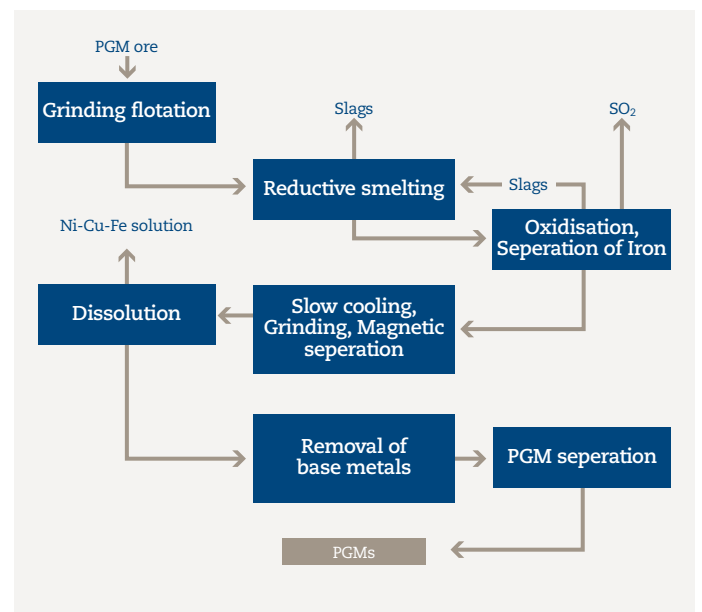 PGM ore
Grinding flotation
Slags
SO₂
Reductive smelting
Slags
Oxidisation,
Seperation of Iron
Ni-Cu-Fe solution
Dissolution
Slow cooling,
Grinding, Magnetic
seperation
Removal of
base metals
PGM seperation
PGMs